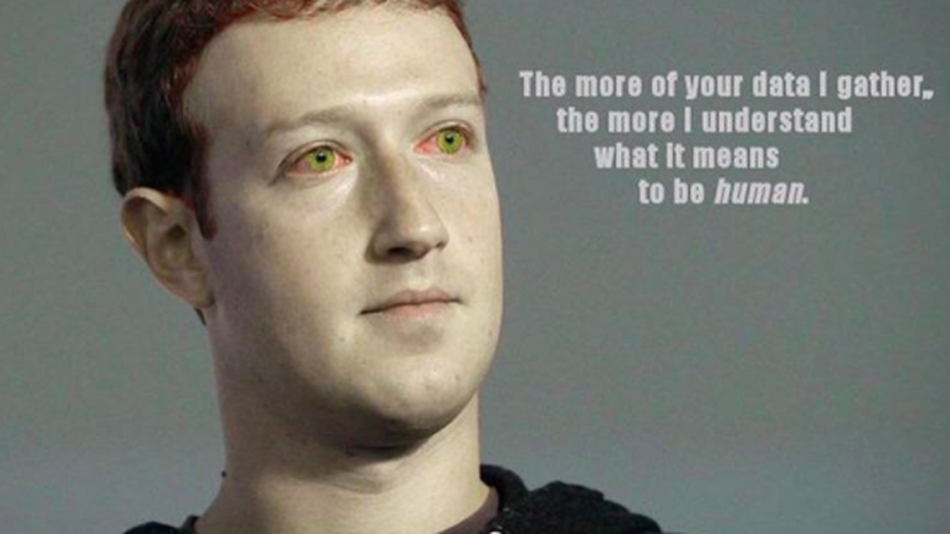 The more of your data I gather,,
the more I understand
what it means
to be human.